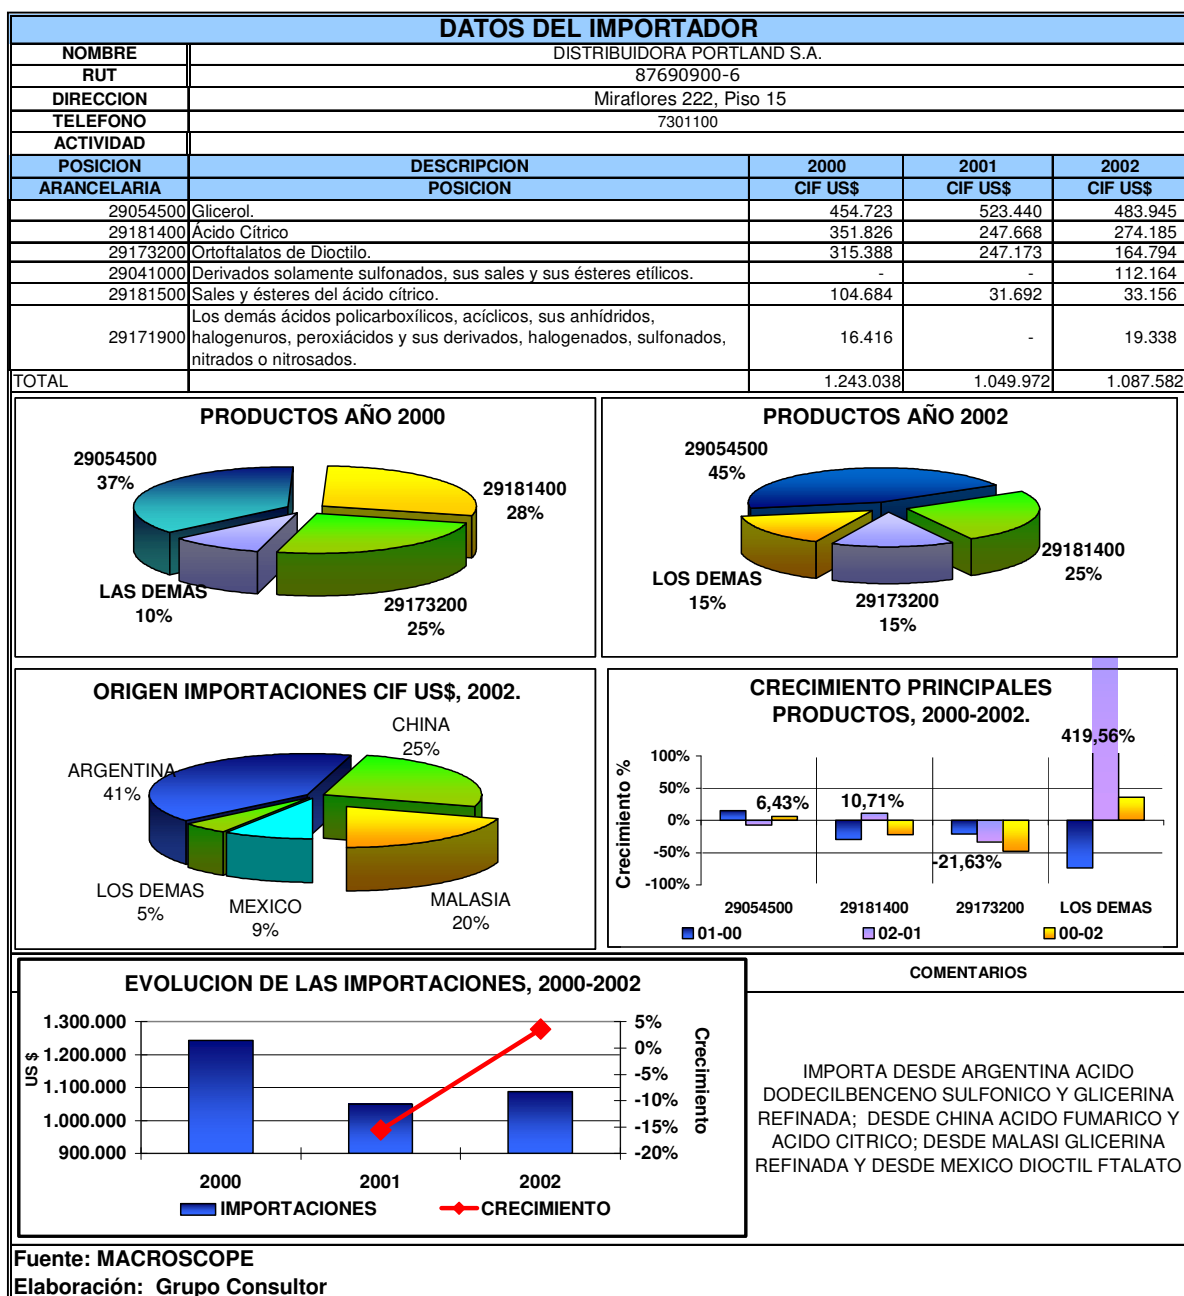 DATOS DEL IMPORTADOR
NOMBRE DISTRIBUIDORA PORTLAND S.A.
RUT 87690900-6
DIRECCION Miraflores 222, Piso 15
TELEFONO 7301100
ACTIVIDAD
POSICION DESCRIPCION 2000 2001 2002
ARANCELARIA POSICION CIF US$ CIF US$ CIF US$
29054500 Glicerol. 454.723 523.440 483.945
29181400 Ácido Cítrico 351.826 247.668 274.185
29173200 Ortoftalatos de Dioctilo. 315.388 247.173 164.794
29041000 Derivados solamente sulfonados, sus sales y sus ésteres etílicos. - - 112.164
29181500 Sales y ésteres del ácido cítrico. 104.684 31.692 33.156
Los demás ácidos policarboxílicos, acíclicos, sus anhídridos,
29171900 halogenuros, peroxiácidos y sus derivados, halogenados, sulfonados, 16.416 - 19.338
nitrados o nitrosados.
TOTAL 1.243.038 1.049.972 1.087.582
PRODUCTOS AÑO 2000
29054500
37%
29181400
28%
LAS DEMAS
10%
29173200
25%
PRODUCTOS AÑO 2002
29054500
45%
29181400
25%
LOS DEMAS
15%
29173200
15%
ORIGEN IMPORTACIONES CIF US$, 2002.
CHINA
25%
ARGENTINA
41%
LOS DEMAS
5%
MEXICO
9%
MALASIA
20%
CRECIMIENTO PRINCIPALES
PRODUCTOS, 2000-2002.
419,56%
Crecimiento %
100%
50%
0%
-50%
-100%
6,43%
10,71%
-21,63%
29054500 29181400 29173200 LOS DEMAS
01-00 02-01 00-02
EVOLUCION DE LAS IMPORTACIONES, 2000-2002
US $
1.300.000
1.200.000
1.100.000
1.000.000
900.000
5%
0%
-5%
-10%
-15%
-20%
Crecimiento
2000 2001 2002
IMPORTACIONES CRECIMIENTO
COMENTARIOS
IMPORTA DESDE ARGENTINA ACIDO
DODECILBENCENO SULFONICO Y GLICERINA
REFINADA; DESDE CHINA ACIDO FUMARICO Y
ACIDO CITRICO; DESDE MALASI GLICERINA
REFINADA Y DESDE MEXICO DIOCTIL FTALATO
Fuente: MACROSCOPE
Elaboración: Grupo Consultor